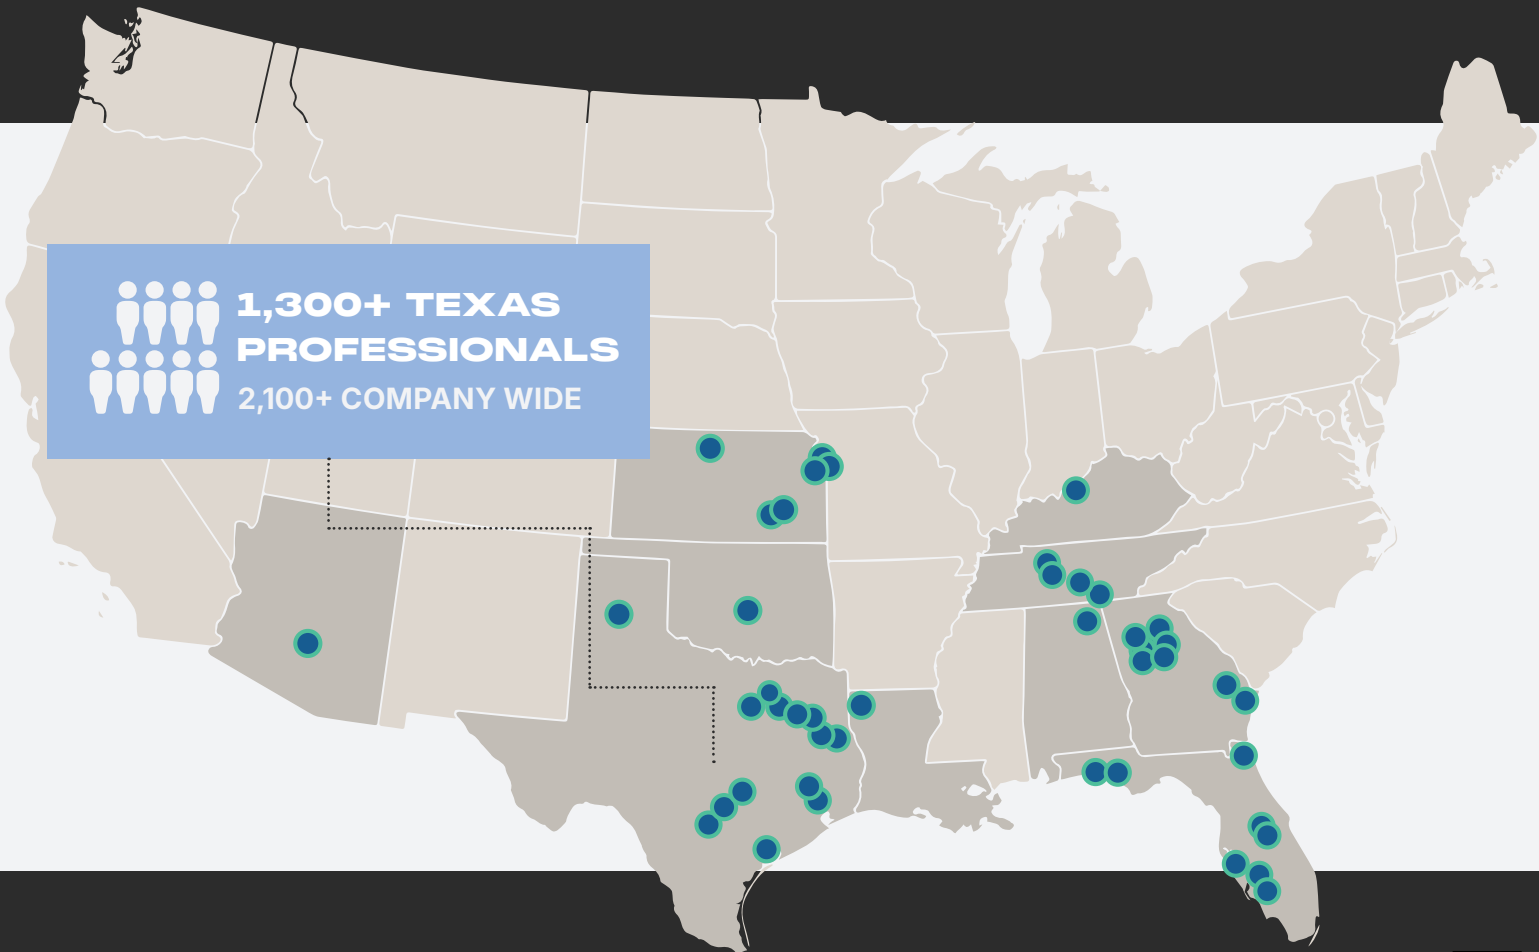 1,300+ TEXAS
PROFESSIONALS
2,100+ COMPANY WIDE